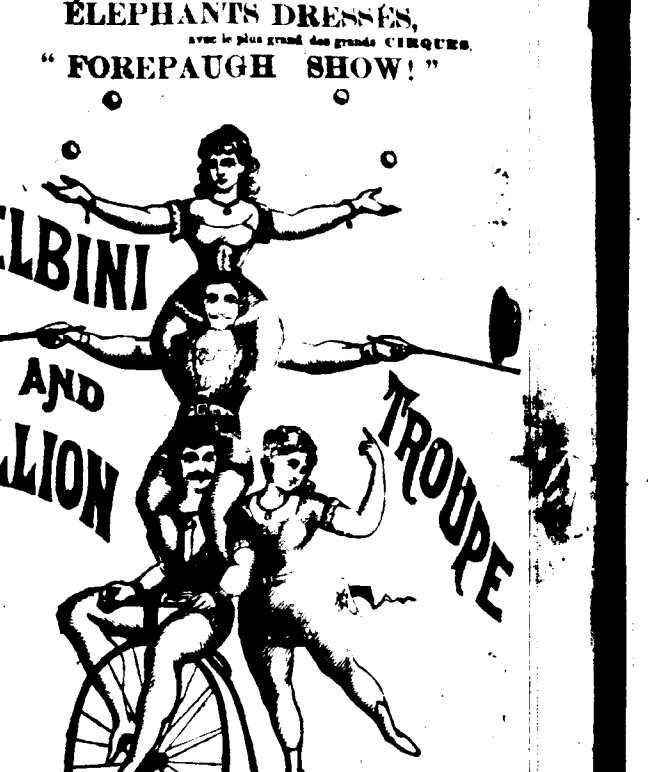 ÉLEPHANTS DRESSÉS,
avec le plus grand des grands CIRQUES,
“ FOREPAUGH SHOW! ”
ELBINI
AND
LLION
TROUPE